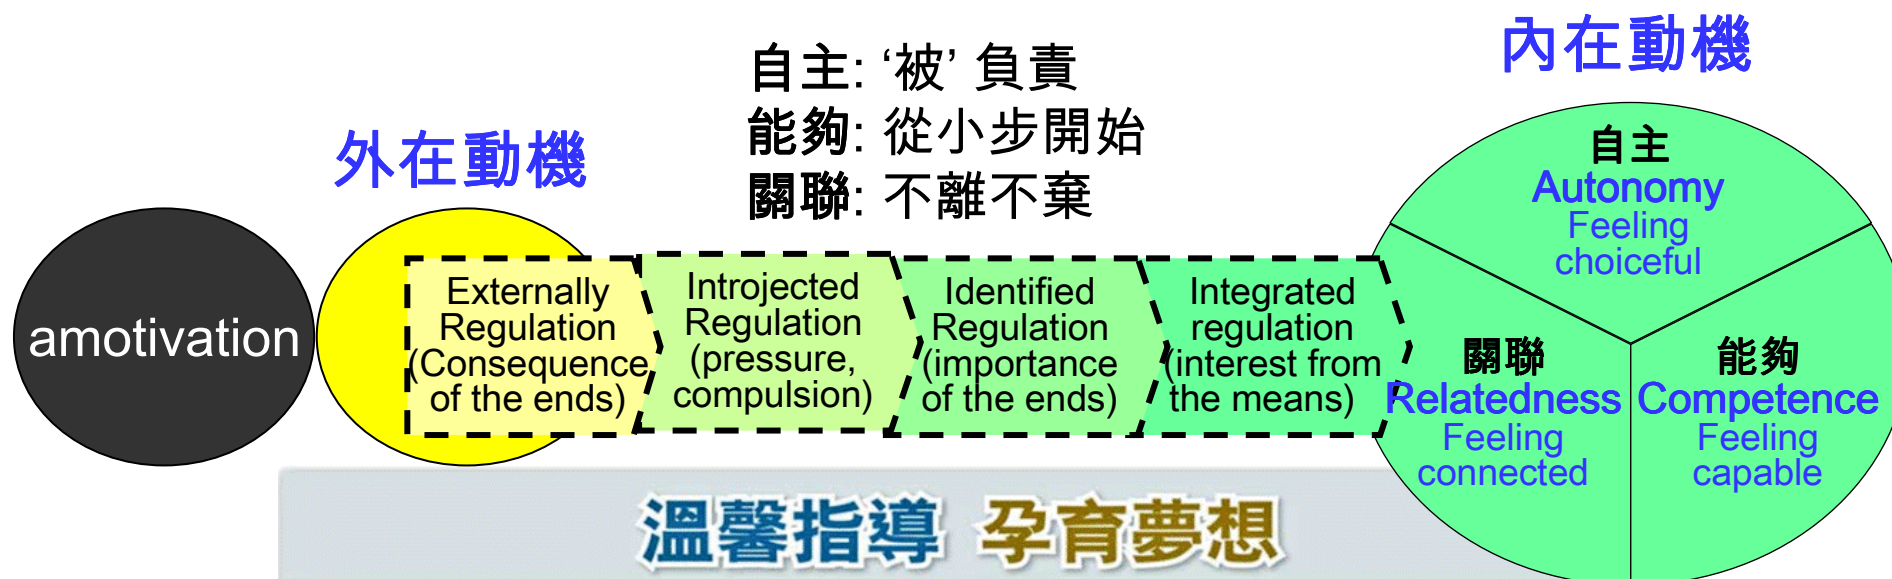 自主: ‘被’ 負責
能夠: 從小步開始
關聯: 不離不棄
外在動機
內在動機
amotivation
Externally
Regulation
(Consequence
of the ends)
Introjected
Regulation
(pressure,
compulsion)
Identified
Regulation
(importance
of the ends)
Integrated
regulation
(interest from
the means)
自主
Autonomy
Feeling
choiceful
關聯
Relatedness
Feeling
connected
能夠
Competence
Feeling
capable
溫馨指導 孕育夢想